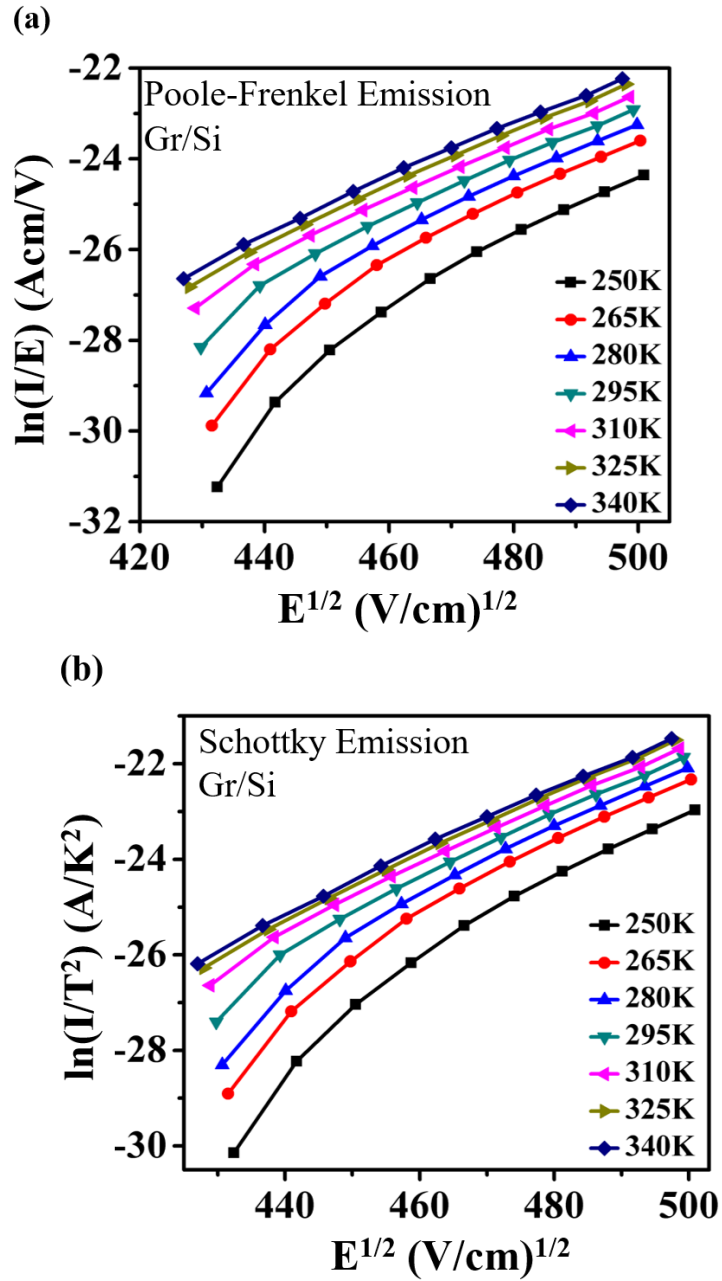 (a)
Poole-Frenkel Emission
Gr/Si
-22
-24
-26
-28
-30
-32
ln(I/E) (Acm/V)
250K
265K
280K
295K
310K
325K
340K
420 440 460 480 500
E^{1/2} (V/cm)^{1/2}
(b)
Schottky Emission
Gr/Si
-22
-24
-26
-28
-30
ln(I/T²) (A/K²)
250K
265K
280K
295K
310K
325K
340K
440 460 480 500
E^{1/2} (V/cm)^{1/2}